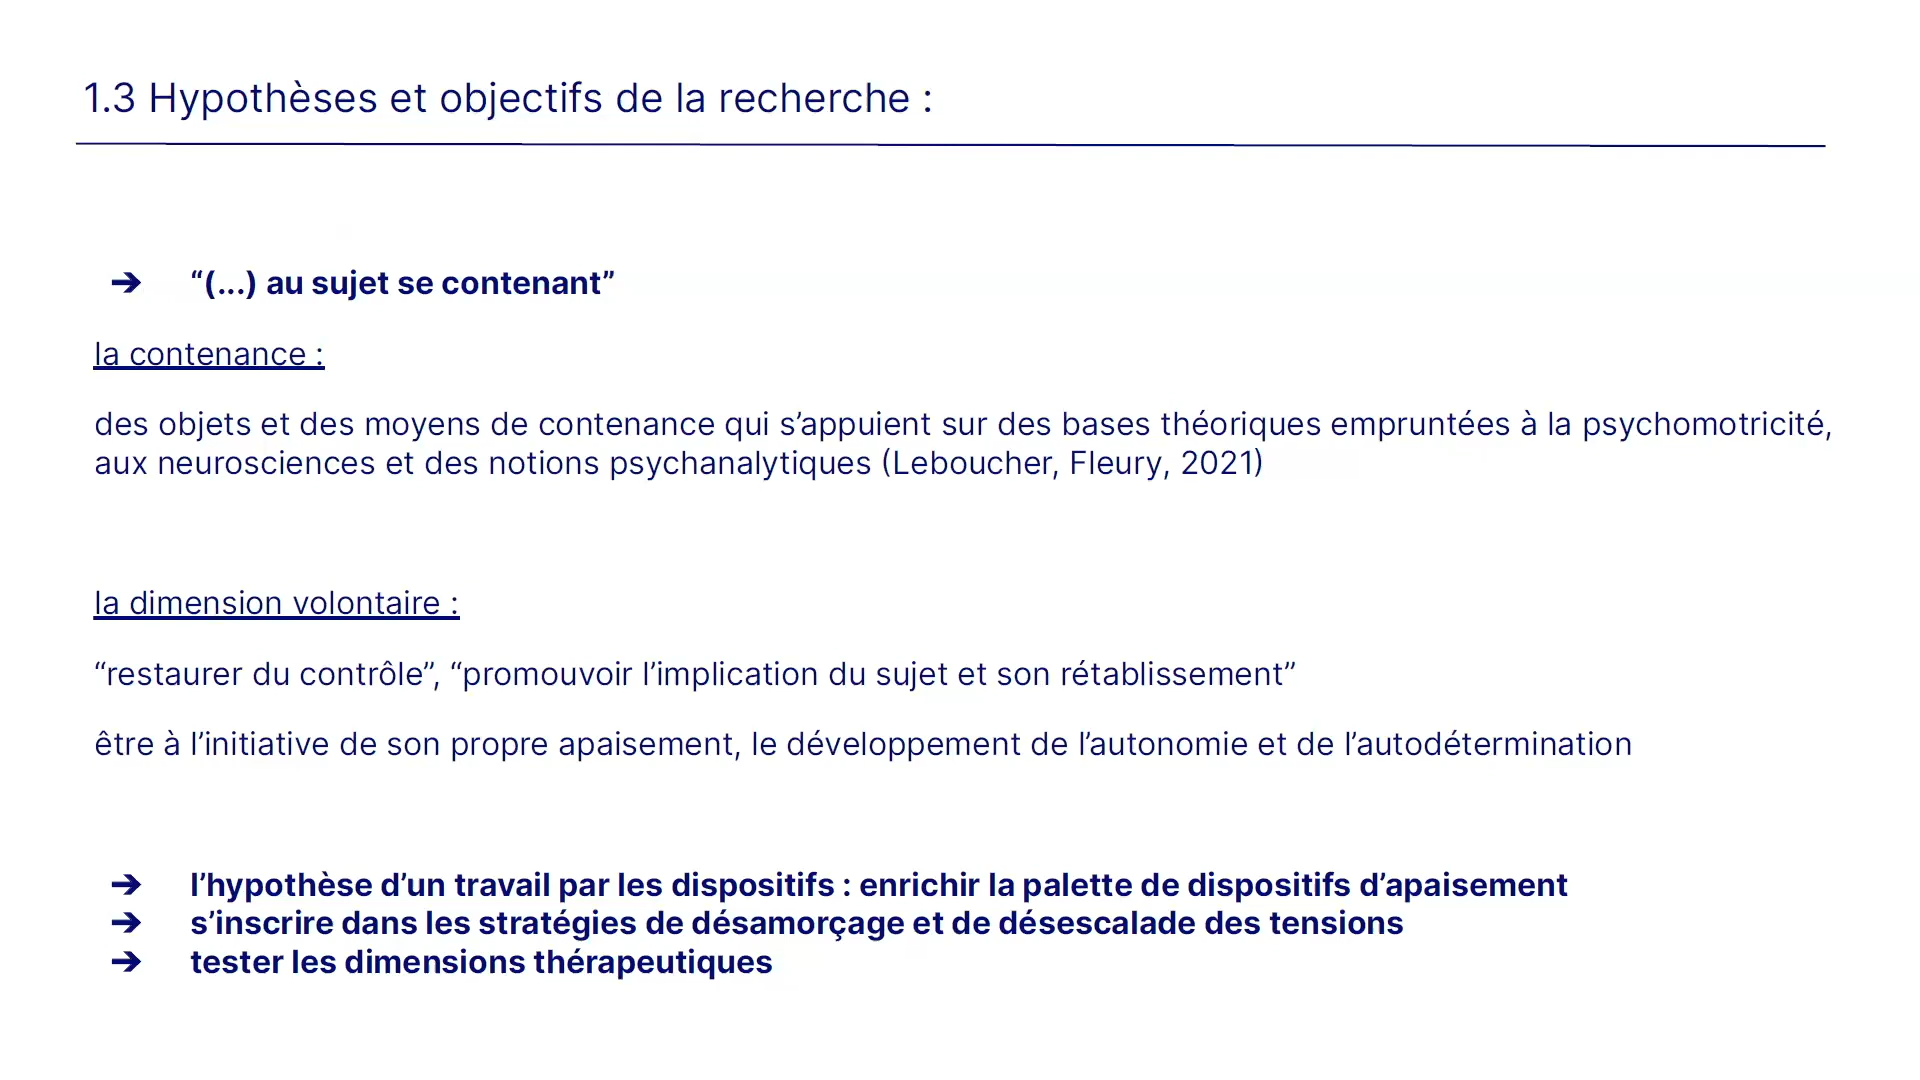 1.3 Hypothèses et objectifs de la recherche :
➔ “(...) au sujet se contenant”
la contenance :
des objets et des moyens de contenance qui s’appuient sur des bases théoriques empruntées à la psychomotricité,
aux neurosciences et des notions psychanalytiques (Leboucher, Fleury, 2021)
la dimension volontaire :
“restaurer du contrôle”, “promouvoir l’implication du sujet et son rétablissement”
être à l’initiative de son propre apaisement, le développement de l’autonomie et de l’autodétermination
➔ l’hypothèse d’un travail par les dispositifs : enrichir la palette de dispositifs d’apaisement
➔ s’inscrire dans les stratégies de désamorçage et de désescalade des tensions
➔ tester les dimensions thérapeutiques